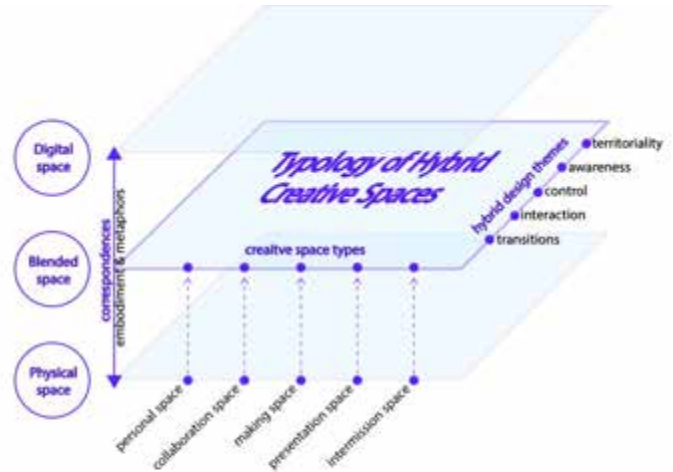 Typology of Hybrid
Creative Spaces
Digital
space
Blended
space
Physical
space
correspondences
embodiment & metaphors
hybrid design themes
territoriality
awareness
control
interaction
transitions
crealtve space types
personal space
collaboration space
making space
presentation space
intermission space